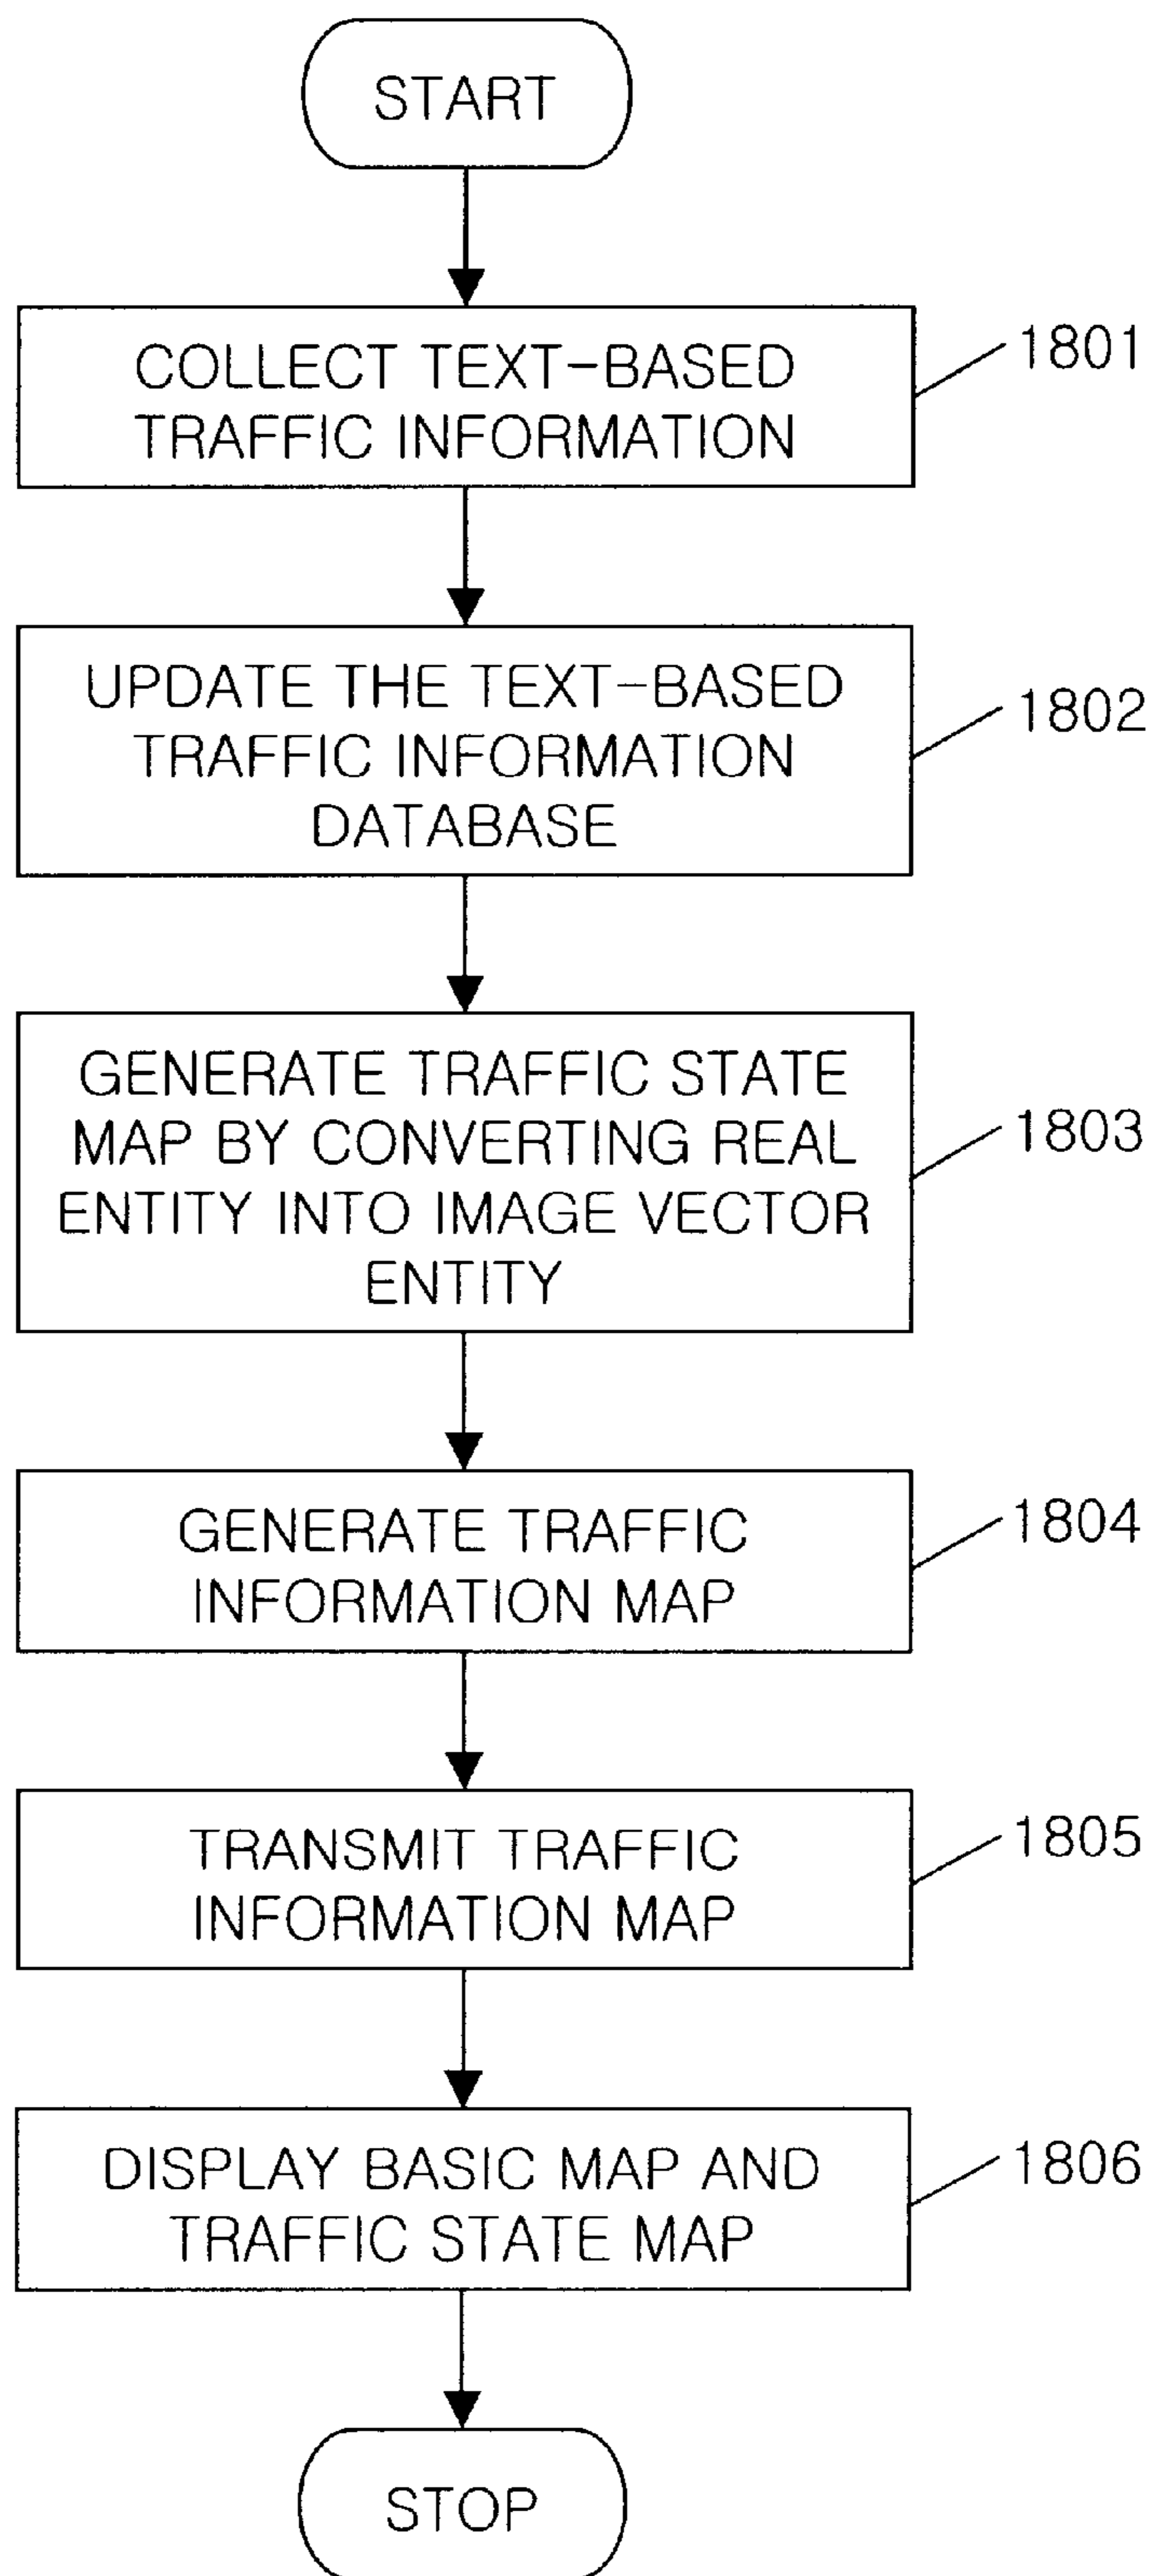 START
COLLECT TEXT-BASED
TRAFFIC INFORMATION
1801
UPDATE THE TEXT-BASED
TRAFFIC INFORMATION
DATABASE
1802
GENERATE TRAFFIC STATE
MAP BY CONVERTING REAL
ENTITY INTO IMAGE VECTOR
ENTITY
1803
GENERATE TRAFFIC
INFORMATION MAP
1804
TRANSMIT TRAFFIC
INFORMATION MAP
1805
DISPLAY BASIC MAP AND
TRAFFIC STATE MAP
1806
STOP